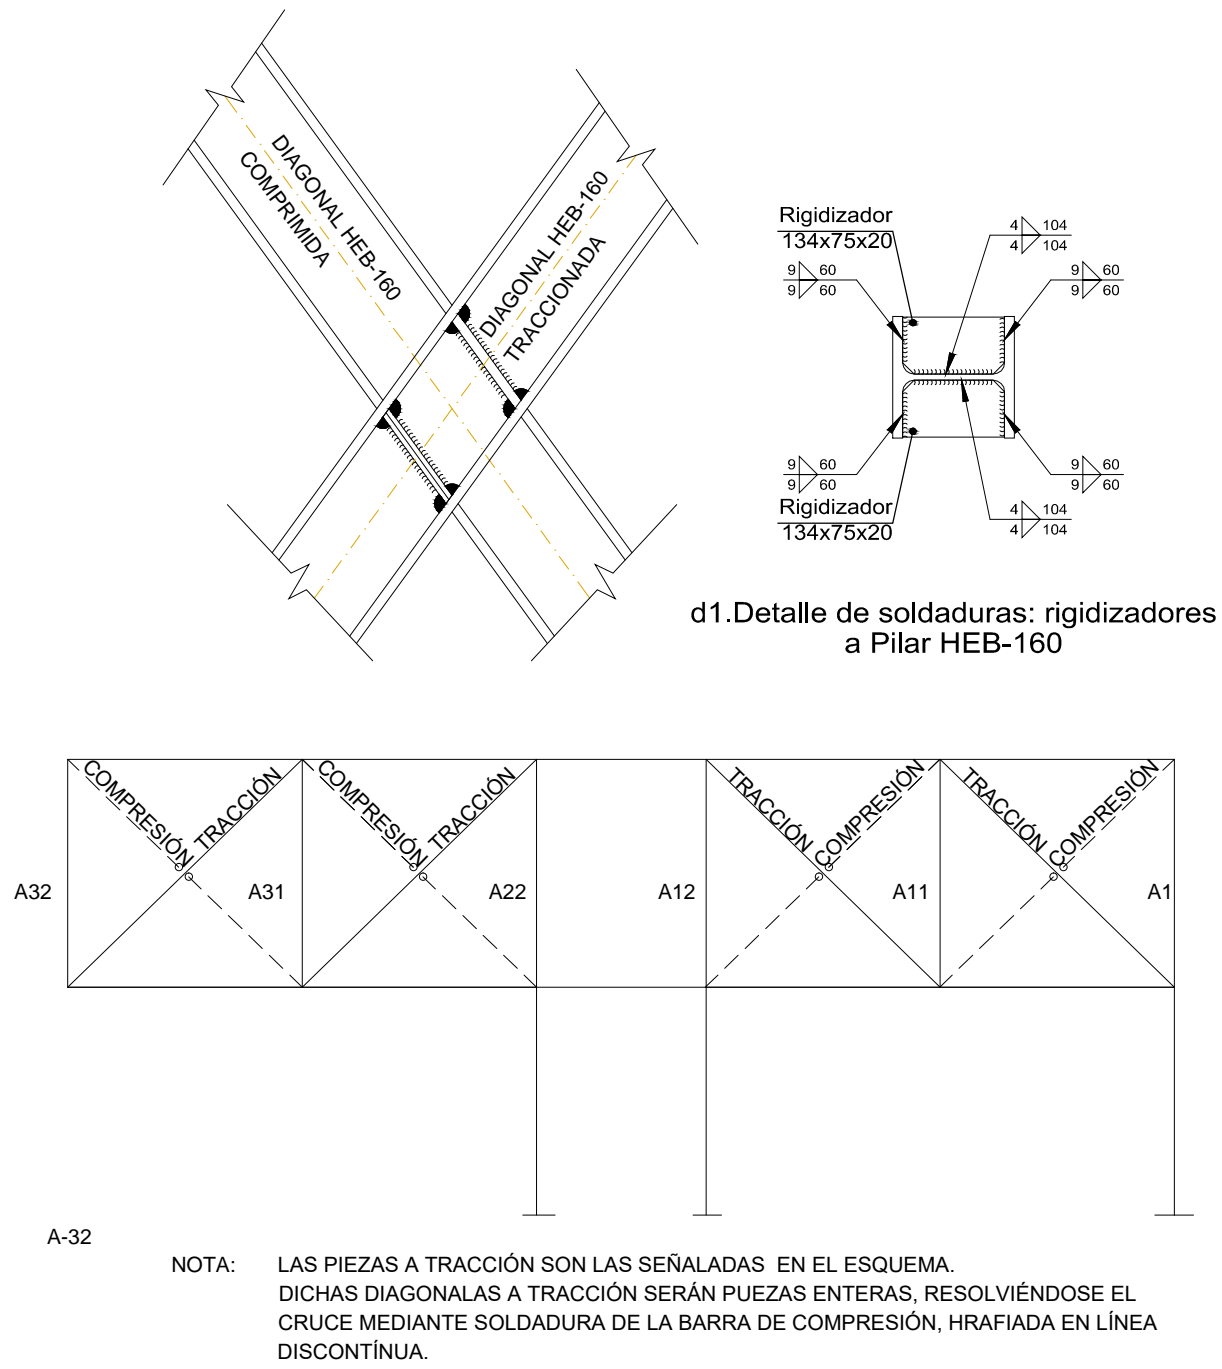 DIAGONAL HEB-160
COMPRIMIDA
DIAGONAL HEB-160
TRACCIONADA
Rigidizador
134x75x20
4 104
4 104
9 60
9 60
9 60
9 60
9 60
9 60
9 60
9 60
Rigidizador
134x75x20
4 104
4 104
d1.Detalle de soldaduras: rigidizadores
a Pilar HEB-160
COMPRESIÓN
TRACCIÓN
COMPRESIÓN
TRACCIÓN
TRACCIÓN
COMPRESIÓN
TRACCIÓN
COMPRESIÓN
A32
A31
A22
A12
A11
A1
A-32
NOTA: LAS PIEZAS A TRACCIÓN SON LAS SEÑALADAS EN EL ESQUEMA.
DICHAS DIAGONALAS A TRACCIÓN SERÁN PUEZAS ENTERAS, RESOLVIÉNDOSE EL
CRUCE MEDIANTE SOLDADURA DE LA BARRA DE COMPRESIÓN, HRAFIADA EN LÍNEA
DISCONTÍNUA.